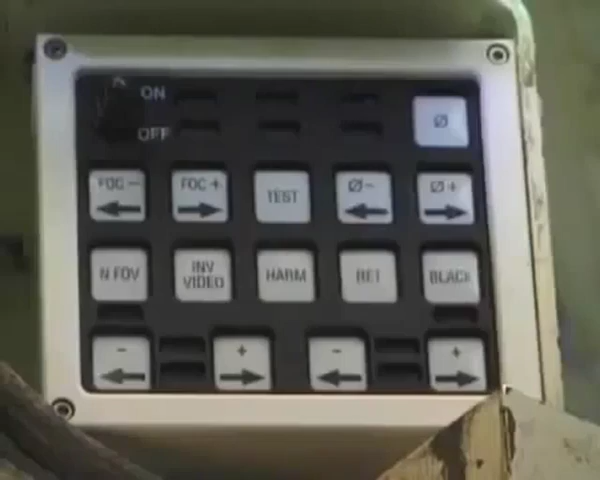 ON
OFF
Ø
FOC -
FOC +
TEST
Ø -
Ø +
N FOV
INV
VIDEO
HARM
RET
BLACK
-
+
-
+